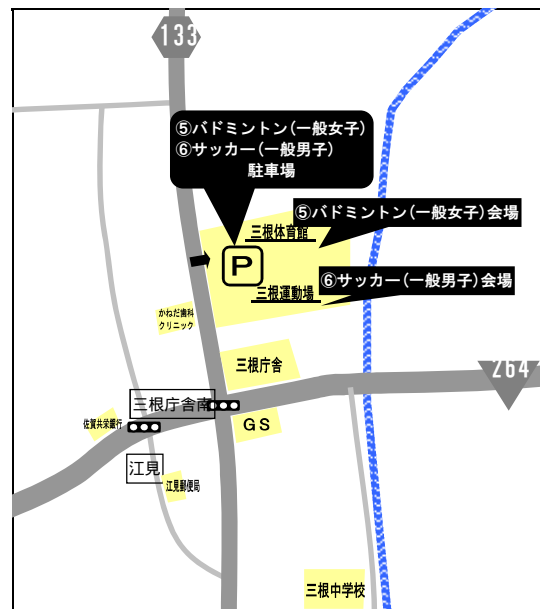 133
⑤バドミントン(一般女子)
⑥サッカー(一般男子)
駐車場
⑤バドミントン(一般女子)会場
三根体育館
P
⑥サッカー(一般男子)会場
三根運動場
かねだ歯科
クリニック
三根庁舎
264
三根庁舎南
佐賀共栄銀行
GS
江見
江見郵便局
三根中学校